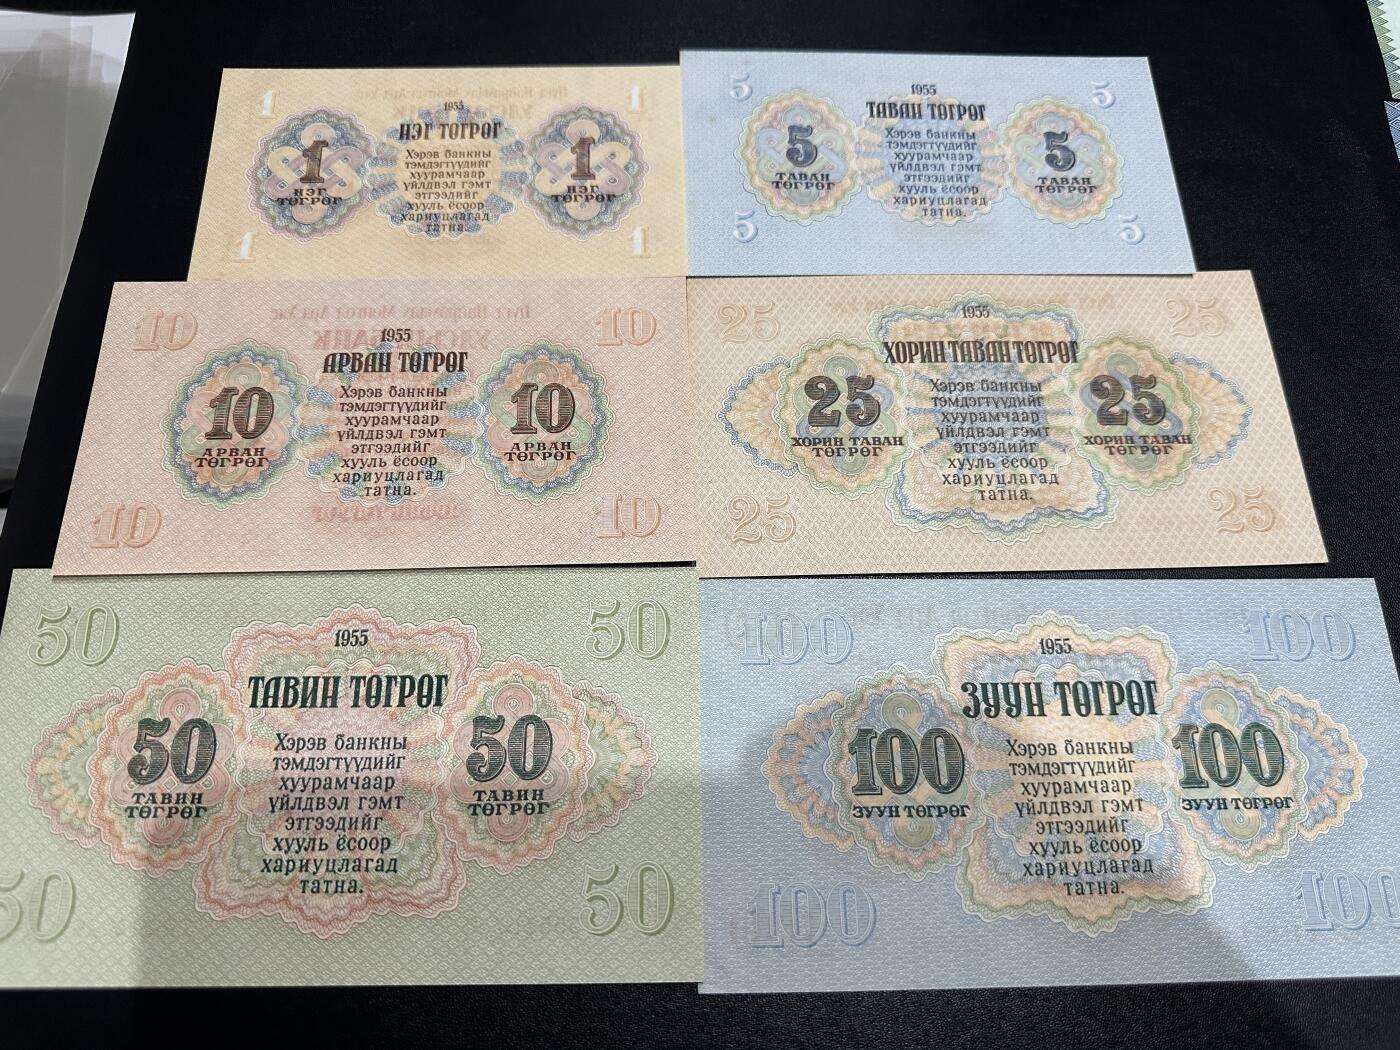 1
1
1955
НЭГ ТӨГРӨГ
1
1
НЭГ
ТӨГРӨГ
НЭГ
ТӨГРӨГ
Хэрэв банкны
тэмдэгтүүдийг
хуурамчаар
үйлдвэл гэмт
этгээдийг
хууль ёсоор
хариуцлагад
татна.
1
1
5
5
1955
ТАВАН ТӨГРӨГ
5
5
ТАВАН
ТӨГРӨГ
ТАВАН
ТӨГРӨГ
Хэрэв банкны
тэмдэгтүүдийг
хуурамчаар
үйлдвэл гэмт
этгээдийг
хууль ёсоор
хариуцлагад
татна.
5
5
10
10
1955
АРВАН ТӨГРӨГ
10
10
АРВАН
ТӨГРӨГ
АРВАН
ТӨГРӨГ
Хэрэв банкны
тэмдэгтүүдийг
хуурамчаар
үйлдвэл гэмт
этгээдийг
хууль ёсоор
хариуцлагад
татна.
10
10
25
25
1955
ХОРИН ТАВАН ТӨГРӨГ
25
25
ХОРИН ТАВАН
ТӨГРӨГ
ХОРИН ТАВАН
ТӨГРӨГ
Хэрэв банкны
тэмдэгтүүдийг
хуурамчаар
үйлдвэл гэмт
этгээдийг
хууль ёсоор
хариуцлагад
татна.
25
25
50
50
1955
ТАВИН ТӨГРӨГ
50
50
ТАВИН
ТӨГРӨГ
ТАВИН
ТӨГРӨГ
Хэрэв банкны
тэмдэгтүүдийг
хуурамчаар
үйлдвэл гэмт
этгээдийг
хууль ёсоор
хариуцлагад
татна.
50
50
100
100
1955
ЗУУН ТӨГРӨГ
100
100
ЗУУН ТӨГРӨГ
ЗУУН ТӨГРӨГ
Хэрэв банкны
тэмдэгтүүдийг
хуурамчаар
үйлдвэл гэмт
этгээдийг
хууль ёсоор
хариуцлагад
татна.
100
100